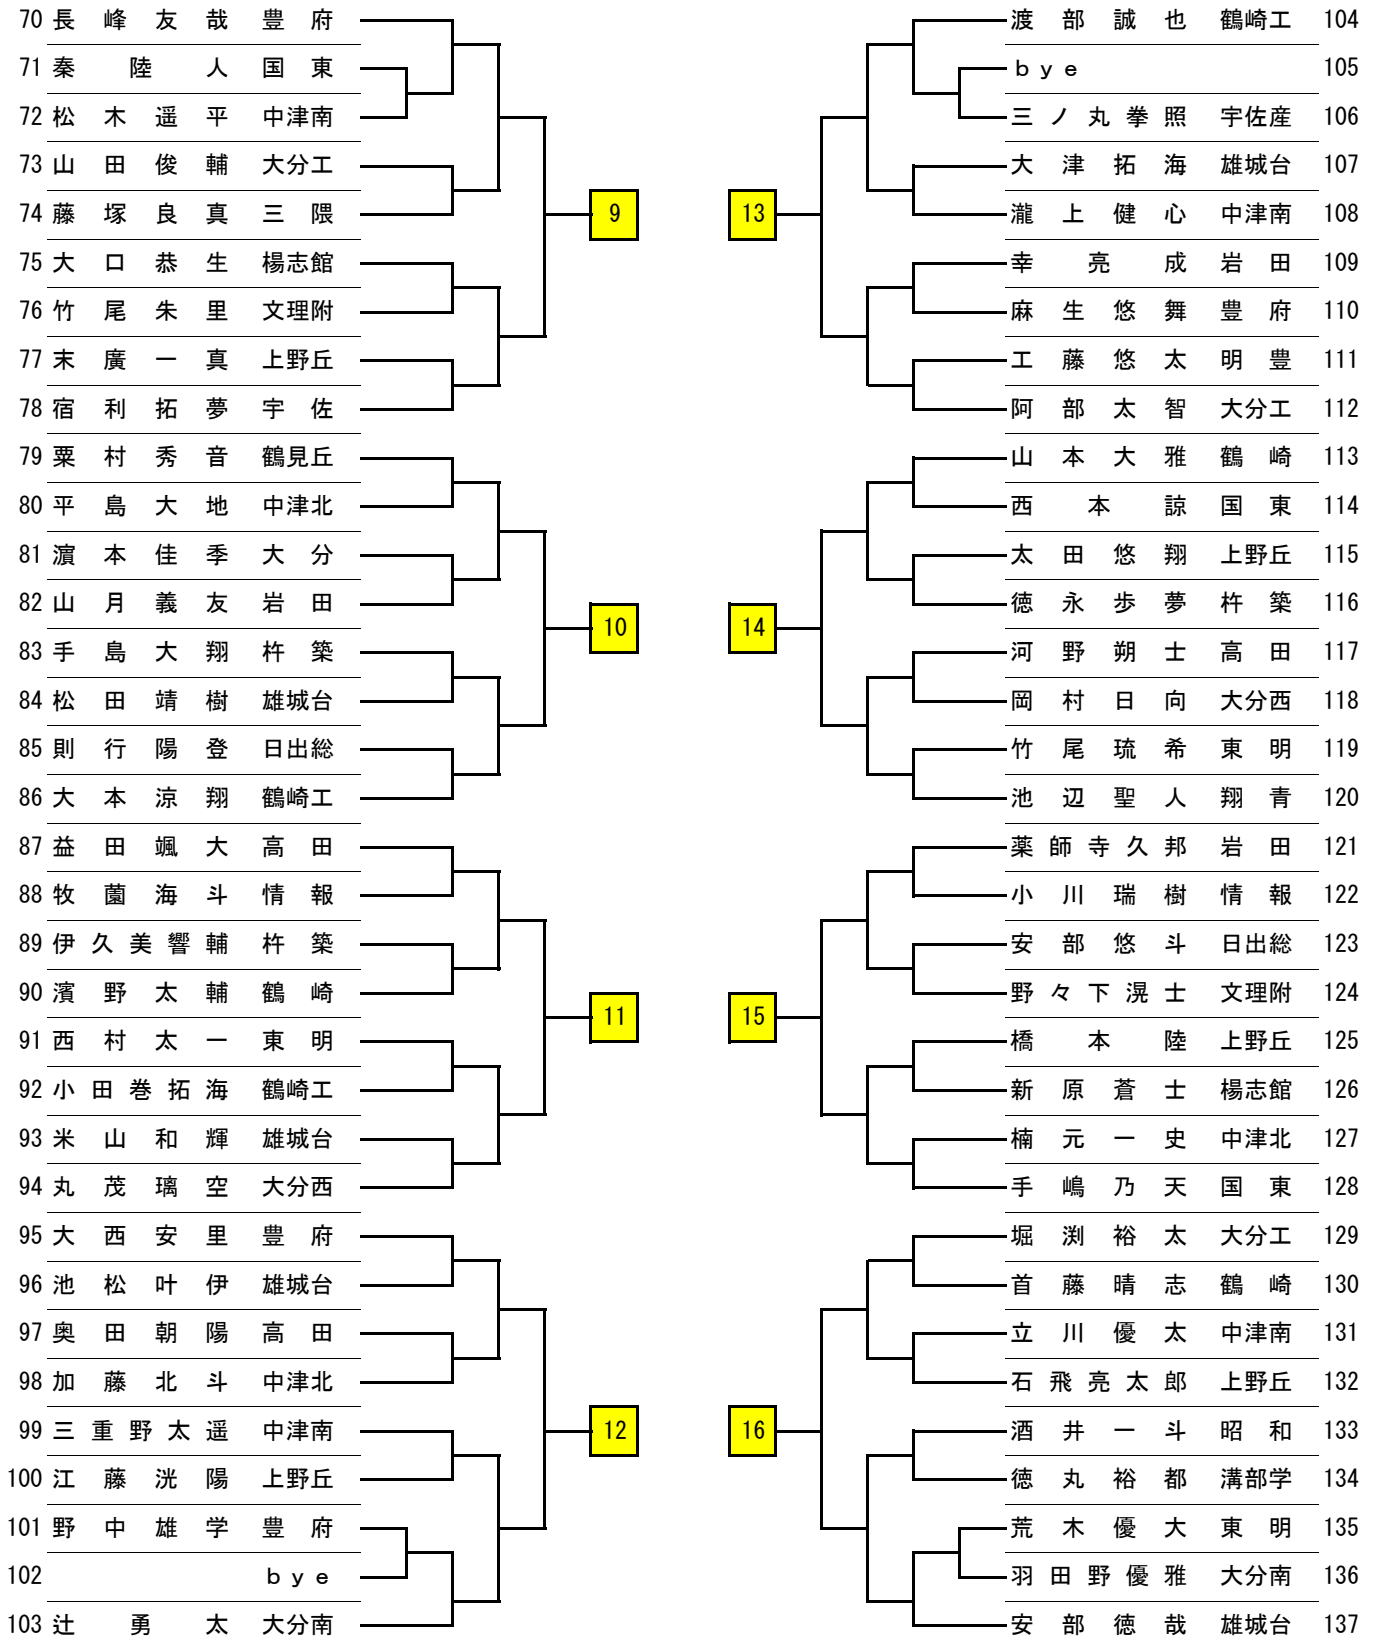 70 長峰友哉 豊府
71 秦陸人 国東
72 松木遥平 中津南
73 山田俊輔 大分工
74 藤塚良真 三隈
9
75 大口恭生 楊志館
76 竹尾朱里 文理附
77 末廣一真 上野丘
78 宿利拓夢 宇佐
79 粟村秀音 鶴見丘
80 平島大地 中津北
81 濵本佳季 大分
82 山月義友 岩田
10
83 手島大翔 杵築
84 松田靖樹 雄城台
85 則行陽登 日出総
86 大本涼翔 鶴崎工
87 益田颯大 高田
88 牧薗海斗 情報
89 伊久美響輔 杵築
90 濱野太輔 鶴崎
11
91 西村太一 東明
92 小田巻拓海 鶴崎工
93 米山和輝 雄城台
94 丸茂璃空 大分西
95 大西安里 豊府
96 池松叶伊 雄城台
97 奥田朝陽 高田
98 加藤北斗 中津北
12
99 三重野太遥 中津南
100 江藤洸陽 上野丘
101 野中雄学 豊府
102 bye
103 辻勇太 大分南
渡部誠也 鶴崎工 104
bye 105
三ノ丸拳照 宇佐産 106
大津拓海 雄城台 107
瀧上健心 中津南 108
13
幸亮成 岩田 109
麻生悠舞 豊府 110
工藤悠太 明豊 111
阿部太智 大分工 112
山本大雅 鶴崎 113
西本諒 国東 114
太田悠翔 上野丘 115
徳永歩夢 杵築 116
14
河野朔士 高田 117
岡村日向 大分西 118
竹尾琉希 東明 119
池辺聖人 翔青 120
薬師寺久邦 岩田 121
小川瑞樹 情報 122
安部悠斗 日出総 123
野々下滉士 文理附 124
15
橋本陸 上野丘 125
新原蒼士 楊志館 126
楠元一史 中津北 127
手嶋乃天 国東 128
堀渕裕太 大分工 129
首藤晴志 鶴崎 130
立川優太 中津南 131
石飛亮太郎 上野丘 132
16
酒井一斗 昭和 133
徳丸裕都 溝部学 134
荒木優大 東明 135
羽田野優雅 大分南 136
安部徳哉 雄城台 137